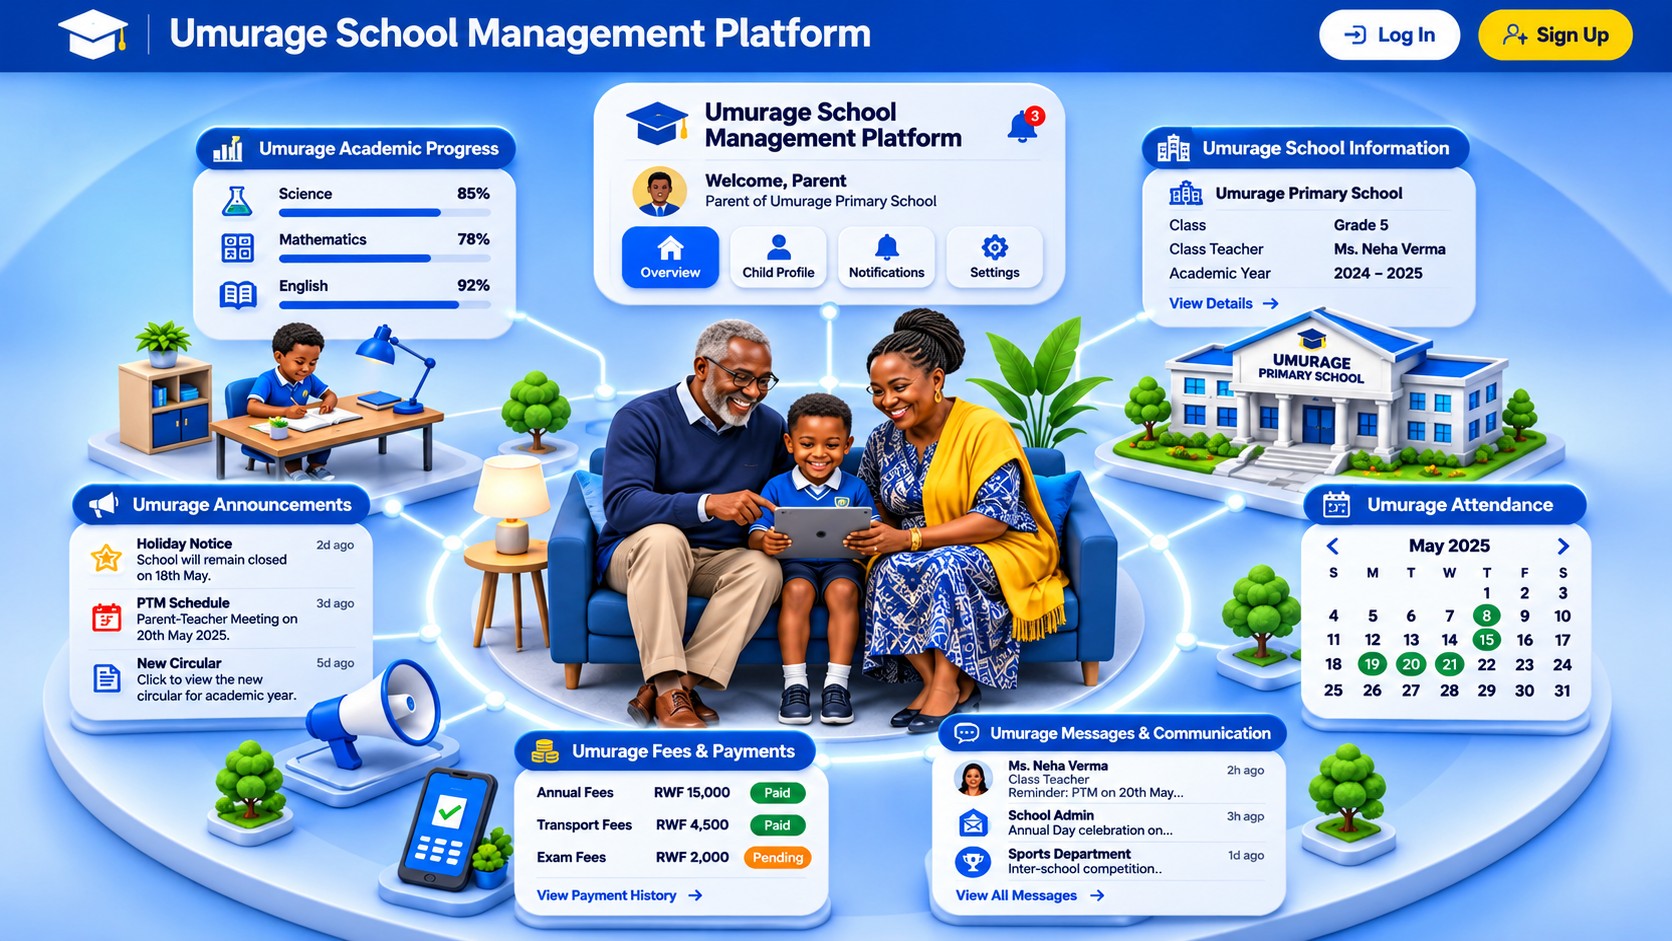 Umurage School Management Platform
Log In
Sign Up
Umurage Academic Progress
Science 85%
Mathematics 78%
English 92%
Umurage School
Management Platform
3
Welcome, Parent
Parent of Umurage Primary School
Overview
Child Profile
Notifications
Settings
Umurage School Information
Umurage Primary School
Class Grade 5
Class Teacher Ms. Neha Verma
Academic Year 2024 – 2025
View Details →
UMURAGE
PRIMARY SCHOOL
Umurage Announcements
Holiday Notice 2d ago
School will remain closed
on 18th May.
PTM Schedule 3d ago
Parent-Teacher Meeting on
20th May 2025.
New Circular 5d ago
Click to view the new
circular for academic year.
Umurage Attendance
May 2025
S M T W T F S
1 2 3
4 5 6 7 8 9 10
11 12 13 14 15 16 17
18 19 20 21 22 23 24
25 26 27 28 29 30 31
Umurage Fees & Payments
Annual Fees RWF 15,000 Paid
Transport Fees RWF 4,500 Paid
Exam Fees RWF 2,000 Pending
View Payment History →
Umurage Messages & Communication
Ms. Neha Verma 2h ago
Class Teacher
Reminder: PTM on 20th May...
School Admin 3h ago
Annual Day celebration on...
Sports Department 1d ago
Inter-school competition..
View All Messages →